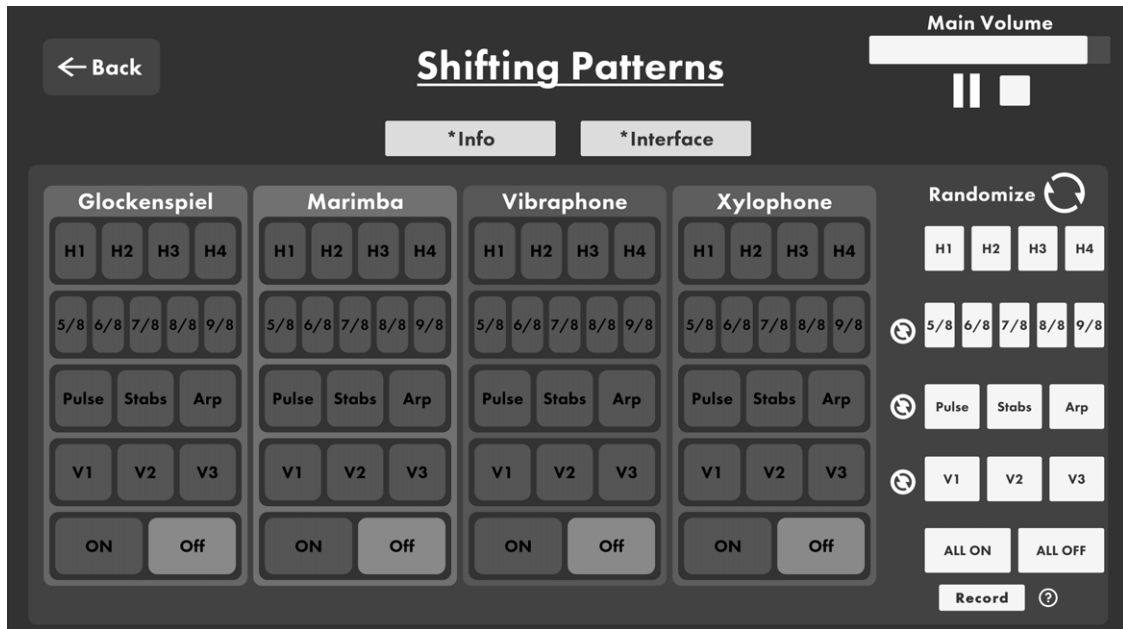 Main Volume
← Back
Shifting Patterns
*Info *Interface
Glockenspiel Marimba Vibraphone Xylophone Randomize
H1 H2 H3 H4 H1 H2 H3 H4 H1 H2 H3 H4 H1 H2 H3 H4 H1 H2 H3 H4
5/8 6/8 7/8 8/8 9/8 5/8 6/8 7/8 8/8 9/8 5/8 6/8 7/8 8/8 9/8 5/8 6/8 7/8 8/8 9/8 5/8 6/8 7/8 8/8 9/8
Pulse Stabs Arp Pulse Stabs Arp Pulse Stabs Arp Pulse Stabs Arp Pulse Stabs Arp
V1 V2 V3 V1 V2 V3 V1 V2 V3 V1 V2 V3 V1 V2 V3
ON Off ON Off ON Off ON Off ALL ON ALL OFF
Record ?